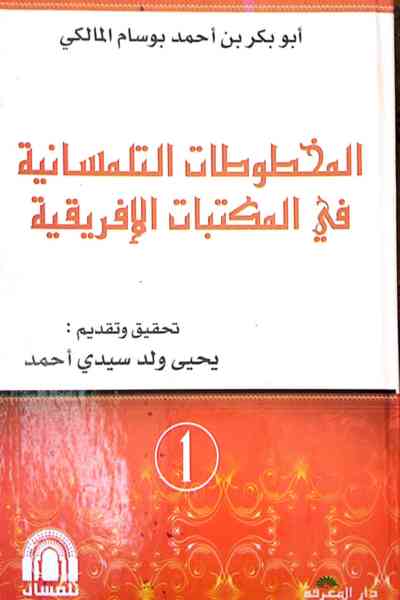 أبو بكر بن أحمد بوسام المالكي
المخطوطات التلمسانية
في المكتبات الإفريقية
تحقيق وتقديم :
يحيى ولد سيدي أحمد
1
تلمسان
دار المعرفة